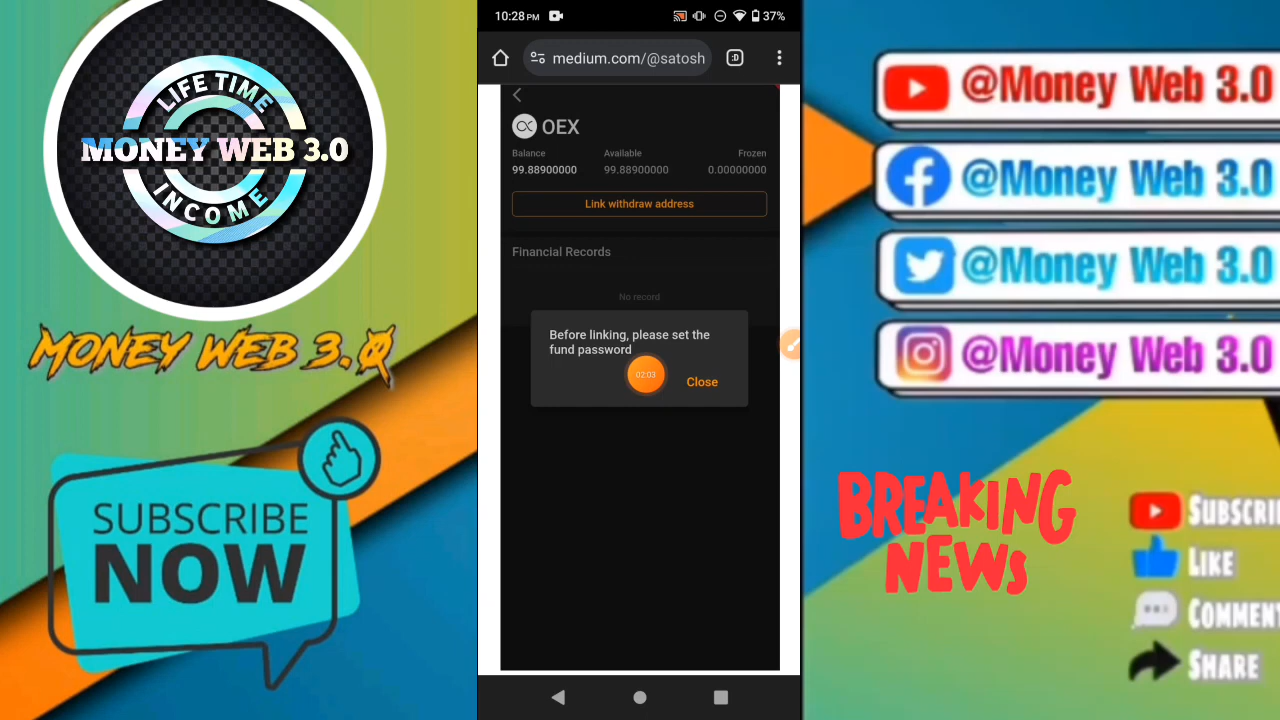 LIFE TIME
MONEY WEB 3.0
INCOME
MONEY WEB 3.0
SUBSCRIBE
NOW
10:28 PM
37%
medium.com/@satosh
:D
OEX
Balance
Available
Frozen
99.88900000
99.88900000
0.00000000
Link withdraw address
Financial Records
No record
Before linking, please set the
fund password
02:03
Close
@Money Web 3.0
@Money Web 3.0
@Money Web 3.0
@Money Web 3.0
BREAKING
NEWS
SUBSCRI
LIKE
COMMEN
SHARE